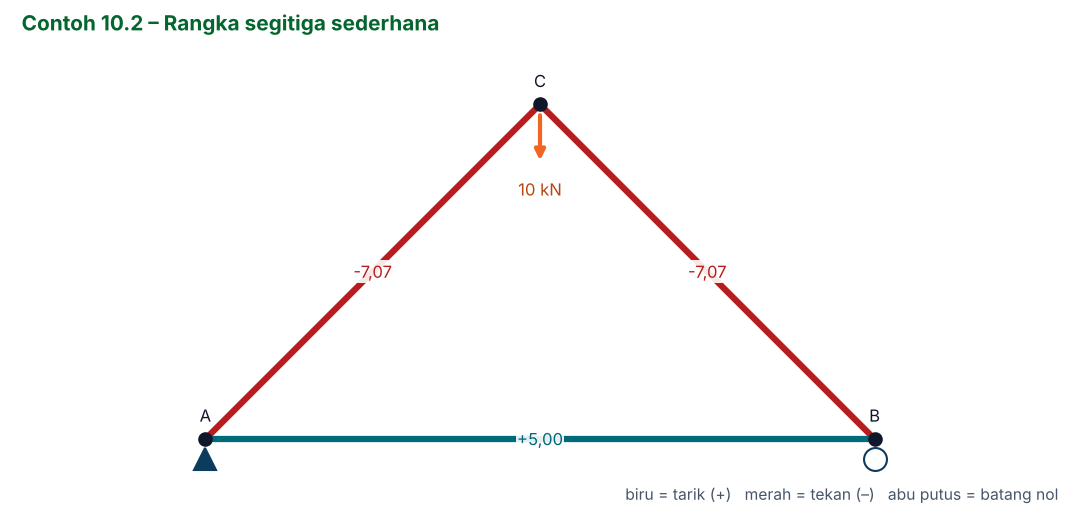 Contoh 10.2 – Rangka segitiga sederhana
C
10 kN
-7,07
-7,07
A
B
+5,00
biru = tarik (+) merah = tekan (–) abu putus = batang nol